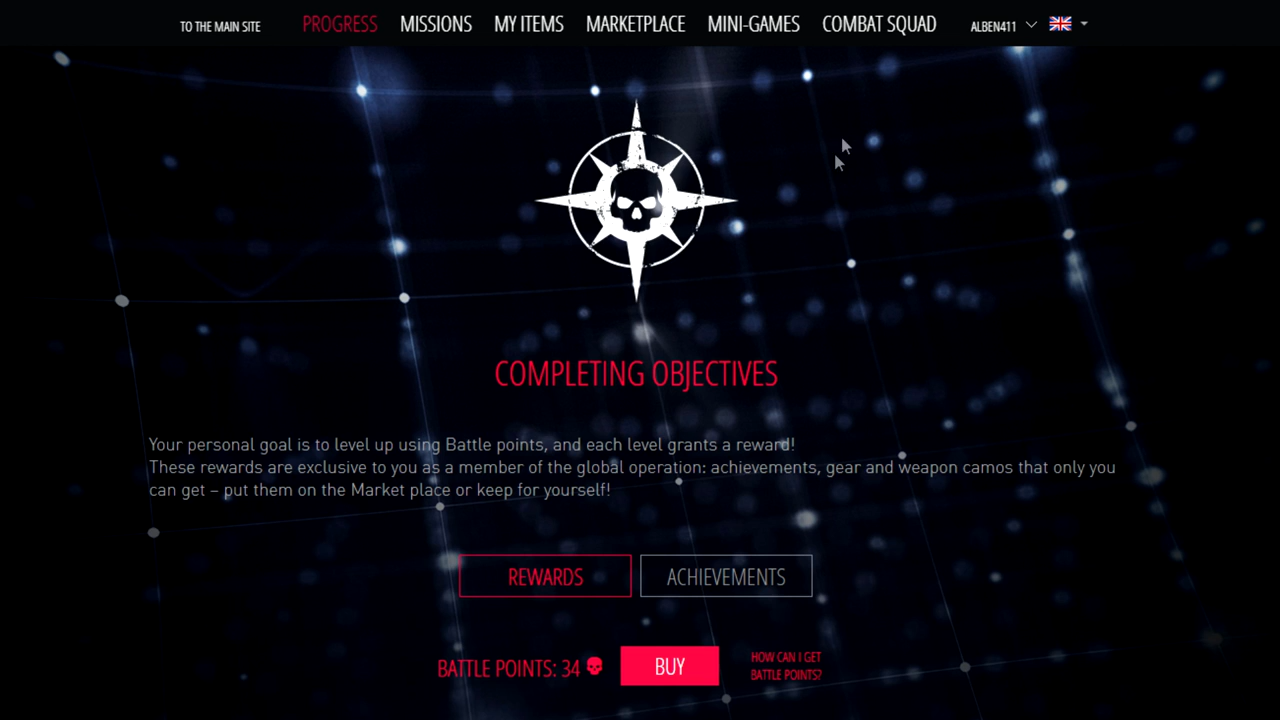 TO THE MAIN SITE PROGRESS MISSIONS MY ITEMS MARKETPLACE MINI-GAMES COMBAT SQUAD ALBEN411
COMPLETING OBJECTIVES
Your personal goal is to level up using Battle points, and each level grants a reward!
These rewards are exclusive to you as a member of the global operation: achievements, gear and weapon camos that only you
can get – put them on the Market place or keep for yourself!
REWARDS ACHIEVEMENTS
BATTLE POINTS: 34 BUY
HOW CAN I GET
BATTLE POINTS?